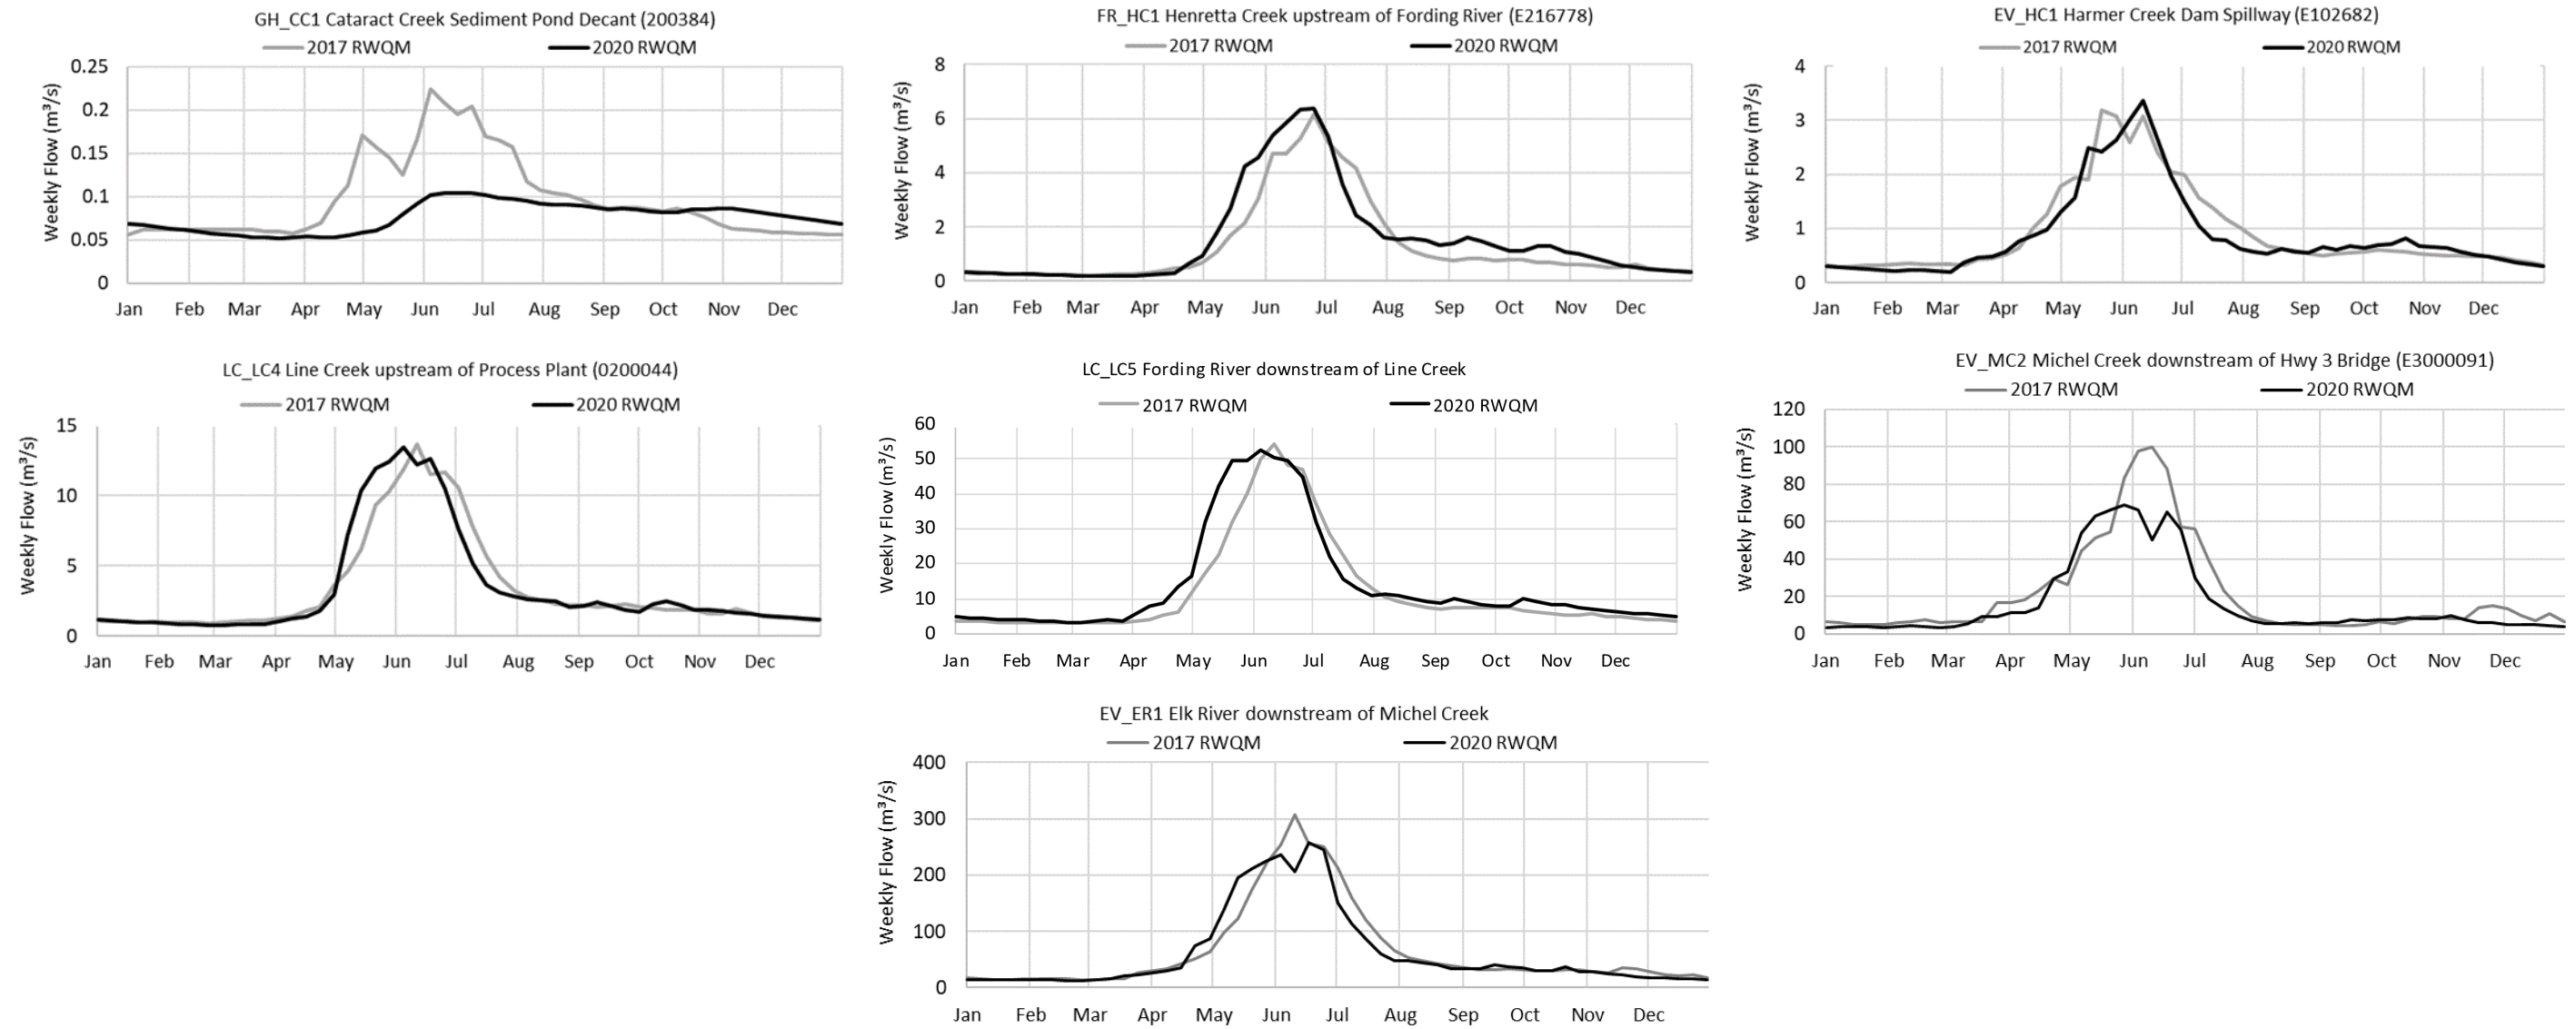 GH_CC1 Cataract Creek Sediment Pond Decant (200384)
2017 RWQM 2020 RWQM
Weekly Flow (m³/s)
0.25
0.2
0.15
0.1
0.05
0
Jan Feb Mar Apr May Jun Jul Aug Sep Oct Nov Dec
FR_HC1 Henretta Creek upstream of Fording River (E216778)
2017 RWQM 2020 RWQM
Weekly Flow (m³/s)
8
6
4
2
0
Jan Feb Mar Apr May Jun Jul Aug Sep Oct Nov Dec
EV_HC1 Harmer Creek Dam Spillway (E102682)
2017 RWQM 2020 RWQM
Weekly Flow (m³/s)
4
3
2
1
0
Jan Feb Mar Apr May Jun Jul Aug Sep Oct Nov Dec
LC_LC4 Line Creek upstream of Process Plant (0200044)
2017 RWQM 2020 RWQM
Weekly Flow (m³/s)
15
10
5
0
Jan Feb Mar Apr May Jun Jul Aug Sep Oct Nov Dec
LC_LC5 Fording River downstream of Line Creek
2017 RWQM 2020 RWQM
Weekly Flow (m³/s)
60
50
40
30
20
10
0
Jan Feb Mar Apr May Jun Jul Aug Sep Oct Nov Dec
EV_MC2 Michel Creek downstream of Hwy 3 Bridge (E3000091)
2017 RWQM 2020 RWQM
Weekly Flow (m³/s)
120
100
80
60
40
20
0
Jan Feb Mar Apr May Jun Jul Aug Sep Oct Nov Dec
EV_ER1 Elk River downstream of Michel Creek
2017 RWQM 2020 RWQM
Weekly Flow (m³/s)
400
300
200
100
0
Jan Feb Mar Apr May Jun Jul Aug Sep Oct Nov Dec